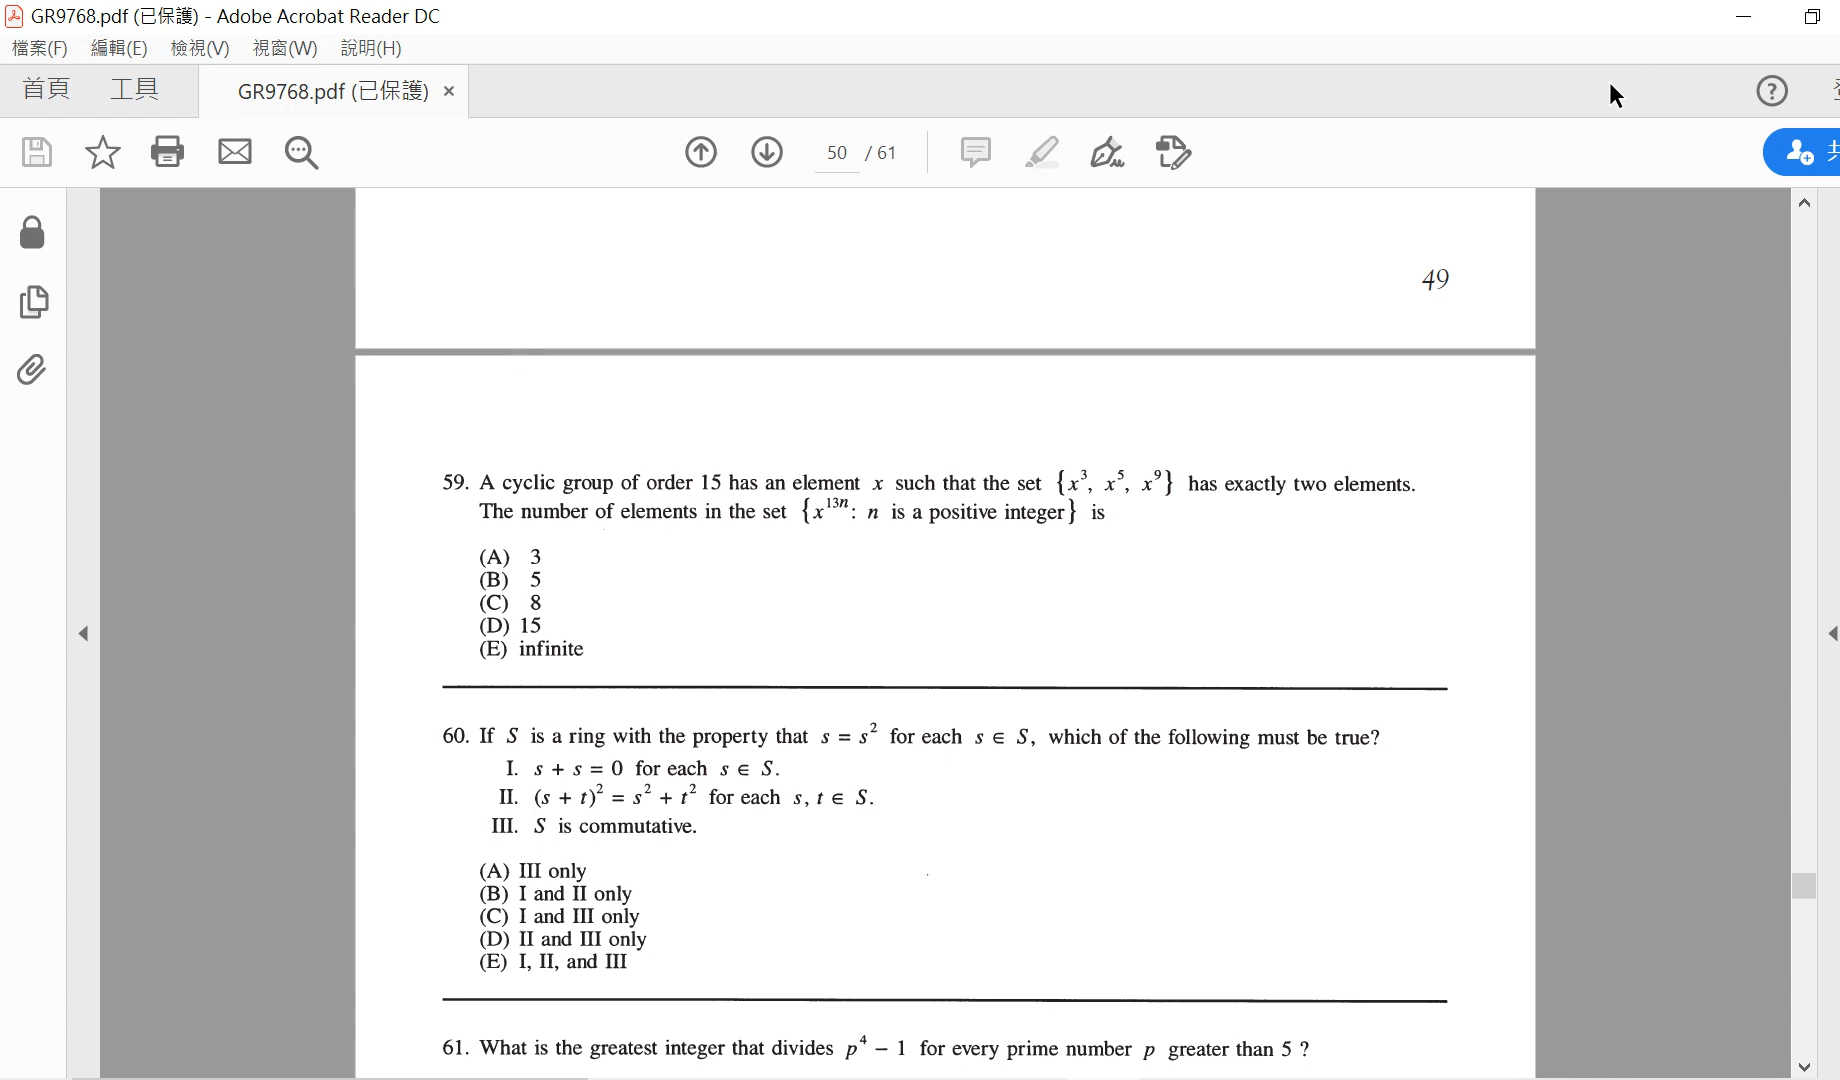 GR9768.pdf (已保護) - Adobe Acrobat Reader DC
檔案(F) 編輯(E) 檢視(V) 視窗(W) 說明(H)
首頁 工具 GR9768.pdf (已保護) ×
50 / 61
49
59. A cyclic group of order 15 has an element x such that the set {x³, x⁵, x⁹} has exactly two elements.
The number of elements in the set {x¹³ⁿ: n is a positive integer} is
(A) 3
(B) 5
(C) 8
(D) 15
(E) infinite
60. If S is a ring with the property that s = s² for each s ∈ S, which of the following must be true?
I. s + s = 0 for each s ∈ S.
II. (s + t)² = s² + t² for each s, t ∈ S.
III. S is commutative.
(A) III only
(B) I and II only
(C) I and III only
(D) II and III only
(E) I, II, and III
61. What is the greatest integer that divides p⁴ − 1 for every prime number p greater than 5 ?